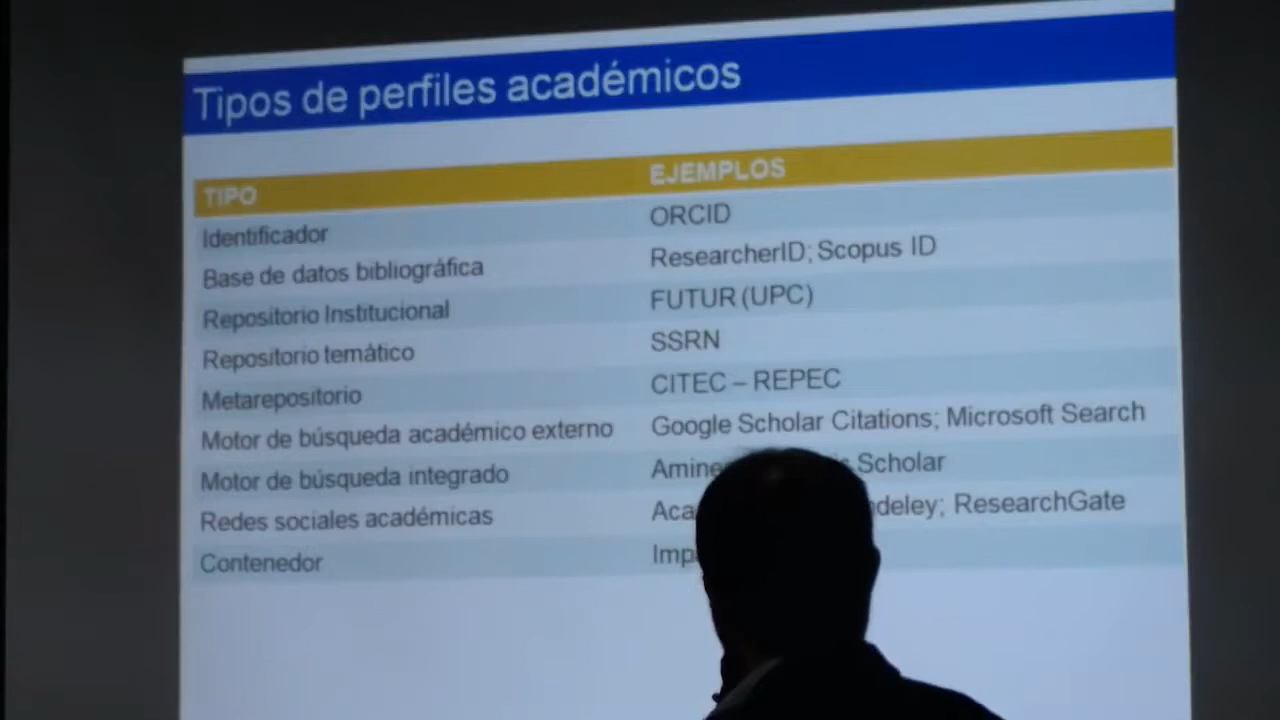 Tipos de perfiles académicos
TIPO EJEMPLOS
Identificador ORCID
Base de datos bibliográfica ResearcherID; Scopus ID
Repositorio Institucional FUTUR (UPC)
Repositorio temático SSRN
Metarepositorio CITEC – REPEC
Motor de búsqueda académico externo Google Scholar Citations; Microsoft Search
Motor de búsqueda integrado Scholar
Redes sociales académicas ResearchGate
Contenedor